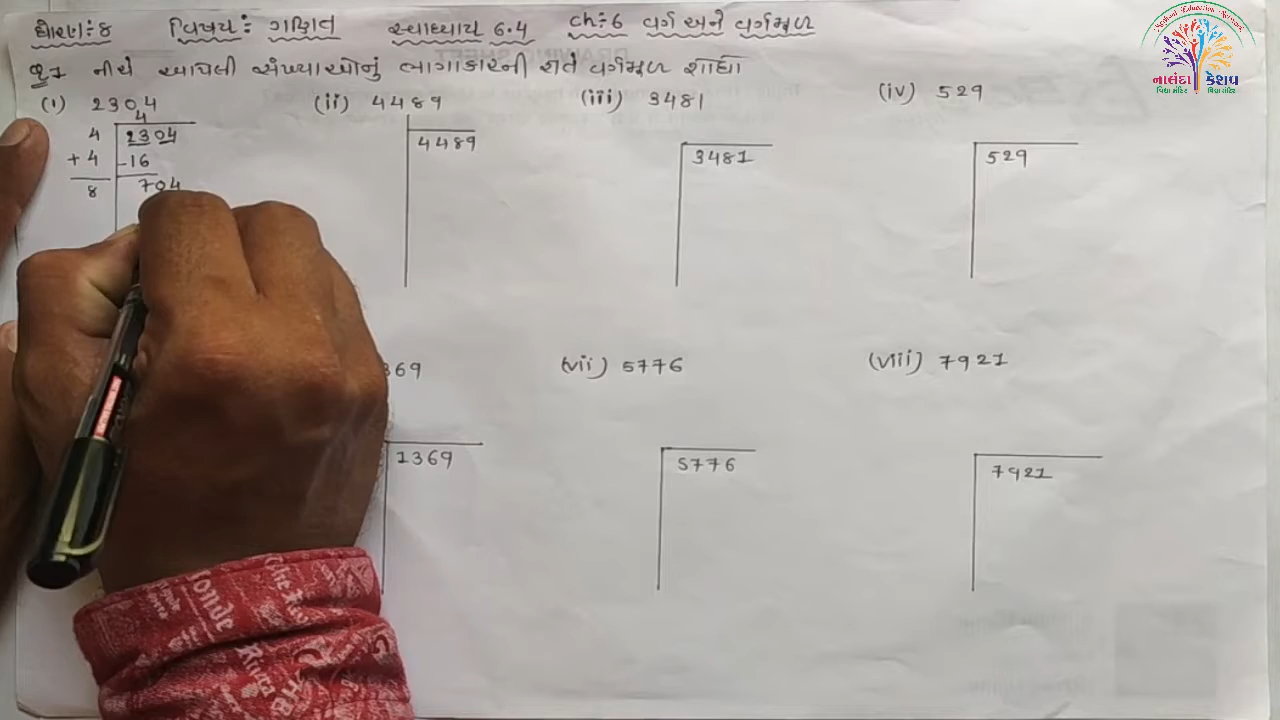 ધોરણ : ૮ વિષય : ગણિત સ્વાધ્યાય 6.4 Ch : 6 વર્ગ અને વર્ગમૂળ
પ્ર 1 નીચે આપેલી સંખ્યાઓનું ભાગાકારની રીતે વર્ગમૂળ શોધો
(i) 2304 (ii) 4489 (iii) 3481 (iv) 529
4
4 2304 4489 3481 529
+ 4 -16
8 704
369 (vii) 5776 (viii) 7921
1369 5776 7921
નાલંદા કેશવ
વિદ્યા મંદિર વિદ્યા મંદિર